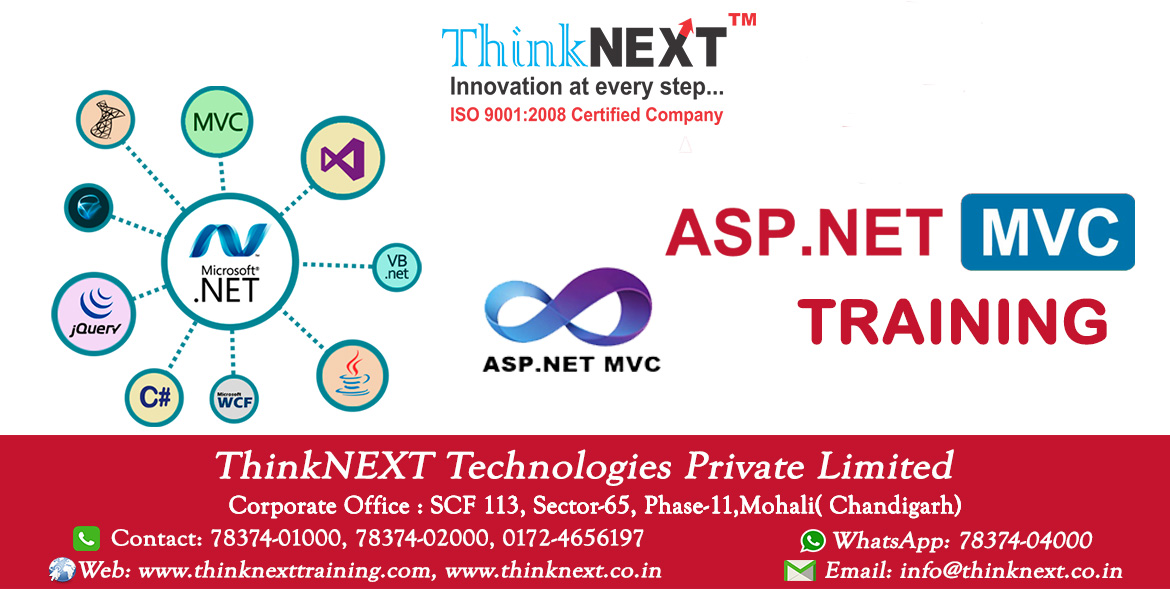 ThinkNEXT™
Innovation at every step...
ISO 9001:2008 Certified Company
MVC
Microsoft®
.NET
VB
.net
jQuery
C#
Microsoft
WCF
ASP.NET MVC
ASP.NET MVC
TRAINING
ThinkNEXT Technologies Private Limited
Corporate Office : SCF 113, Sector-65, Phase-11,Mohali( Chandigarh)
Contact: 78374-01000, 78374-02000, 0172-4656197
WhatsApp: 78374-04000
Web: www.thinknexttraining.com, www.thinknext.co.in
Email: info@thinknext.co.in